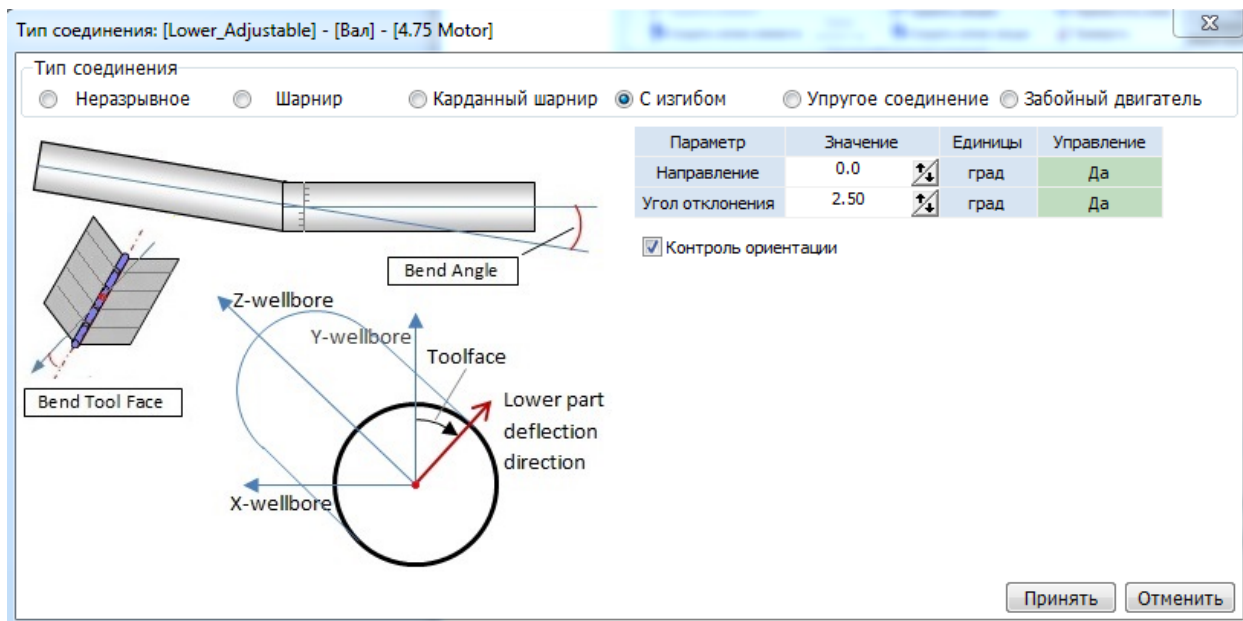 Тип соединения: [Lower_Adjustable] - [Вал] - [4.75 Motor]
Тип соединения
Неразрывное Шарнир Карданный шарнир С изгибом Упругое соединение Забойный двигатель
Параметр Значение Единицы Управление
Направление 0.0 град Да
Угол отклонения 2.50 град Да
Контроль ориентации
Bend Angle
Z-wellbore
Y-wellbore
Toolface
Bend Tool Face
Lower part
deflection
direction
X-wellbore
Принять Отменить